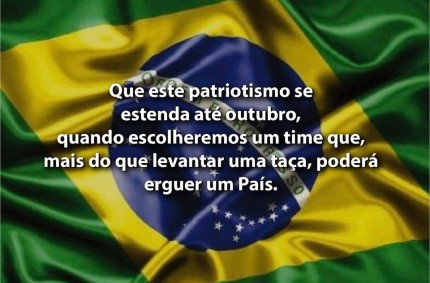 Que este patriotismo se
estenda até outubro,
quando escolheremos um time que,
mais do que levantar uma taça, poderá
erguer um País.